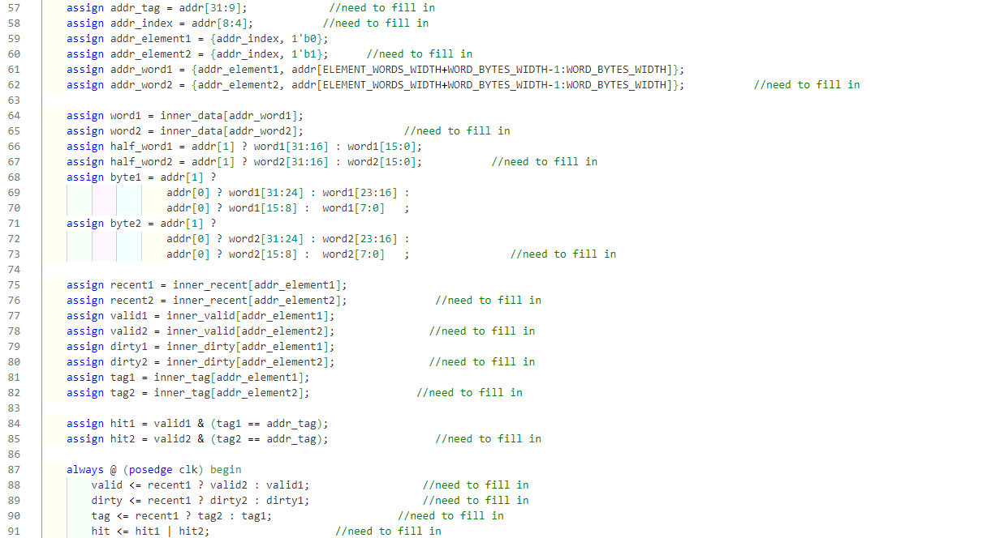 57 assign addr_tag = addr[31:9]; //need to fill in
58 assign addr_index = addr[8:4]; //need to fill in
59 assign addr_element1 = {addr_index, 1'b0};
60 assign addr_element2 = {addr_index, 1'b1}; //need to fill in
61 assign addr_word1 = {addr_element1, addr[ELEMENT_WORDS_WIDTH+WORD_BYTES_WIDTH-1:WORD_BYTES_WIDTH]};
62 assign addr_word2 = {addr_element2, addr[ELEMENT_WORDS_WIDTH+WORD_BYTES_WIDTH-1:WORD_BYTES_WIDTH]}; //need to fill in
63
64 assign word1 = inner_data[addr_word1];
65 assign word2 = inner_data[addr_word2]; //need to fill in
66 assign half_word1 = addr[1] ? word1[31:16] : word1[15:0];
67 assign half_word2 = addr[1] ? word2[31:16] : word2[15:0]; //need to fill in
68 assign byte1 = addr[1] ?
69 addr[0] ? word1[31:24] : word1[23:16] :
70 addr[0] ? word1[15:8] : word1[7:0] ;
71 assign byte2 = addr[1] ?
72 addr[0] ? word2[31:24] : word2[23:16] :
73 addr[0] ? word2[15:8] : word2[7:0] ; //need to fill in
74
75 assign recent1 = inner_recent[addr_element1];
76 assign recent2 = inner_recent[addr_element2]; //need to fill in
77 assign valid1 = inner_valid[addr_element1];
78 assign valid2 = inner_valid[addr_element2]; //need to fill in
79 assign dirty1 = inner_dirty[addr_element1];
80 assign dirty2 = inner_dirty[addr_element2]; //need to fill in
81 assign tag1 = inner_tag[addr_element1];
82 assign tag2 = inner_tag[addr_element2]; //need to fill in
83
84 assign hit1 = valid1 & (tag1 == addr_tag);
85 assign hit2 = valid2 & (tag2 == addr_tag); //need to fill in
86
87 always @ (posedge clk) begin
88 valid <= recent1 ? valid2 : valid1; //need to fill in
89 dirty <= recent1 ? dirty2 : dirty1; //need to fill in
90 tag <= recent1 ? tag2 : tag1; //need to fill in
91 hit <= hit1 | hit2; //need to fill in